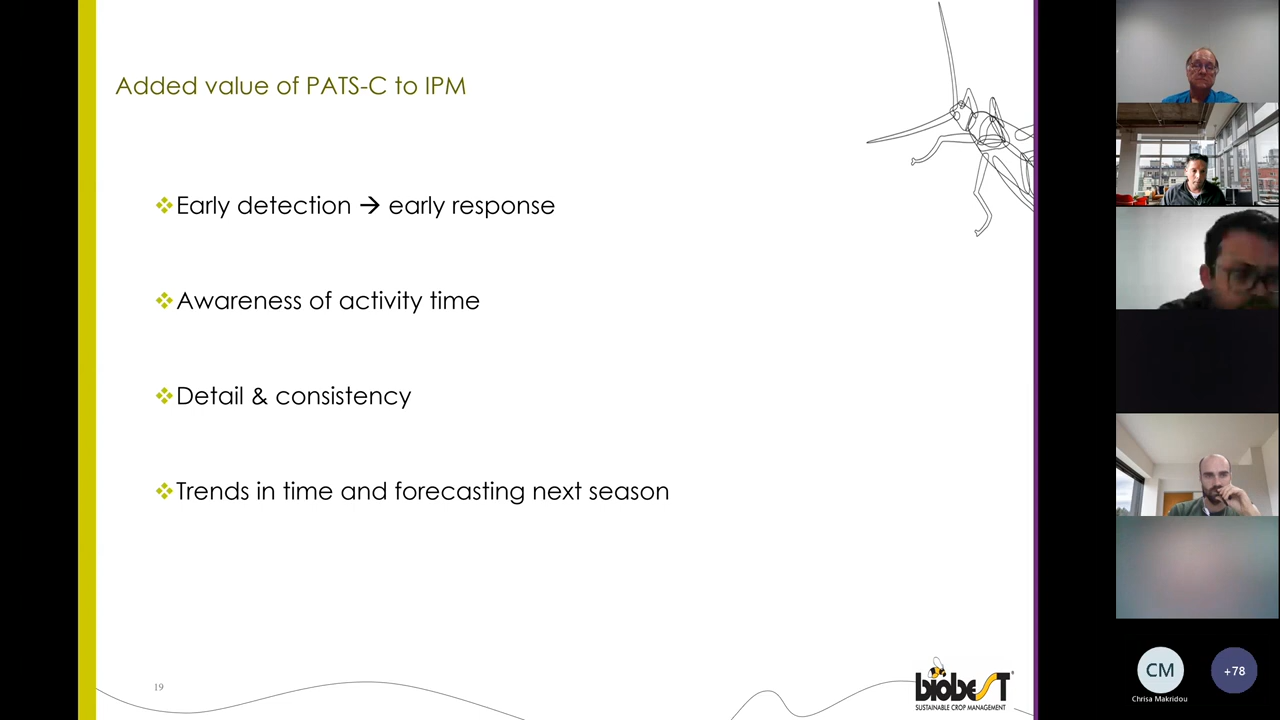 Added value of PATS-C to IPM
❖Early detection → early response
❖Awareness of activity time
❖Detail & consistency
❖Trends in time and forecasting next season
19
biobesT®
SUSTAINABLE CROP MANAGEMENT
CM
+78
Chrisa Makridou